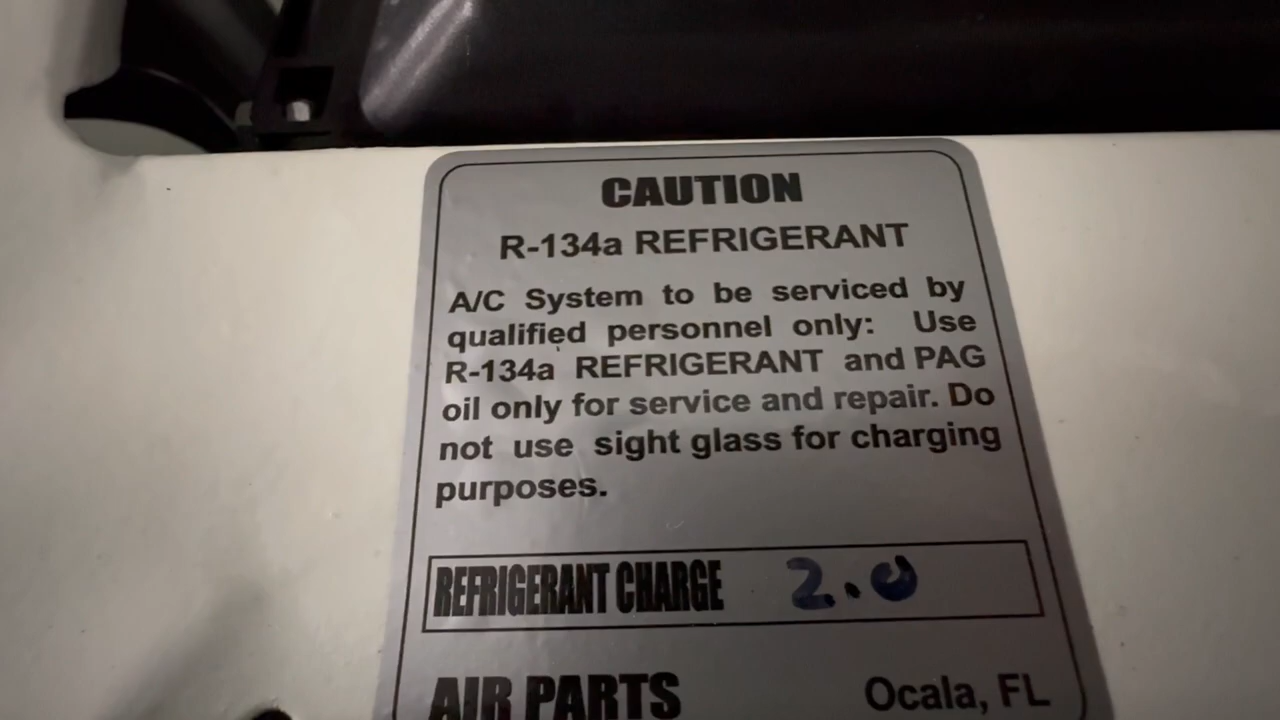 CAUTION
R-134a REFRIGERANT
A/C System to be serviced by
qualified personnel only: Use
R-134a REFRIGERANT and PAG
oil only for service and repair. Do
not use sight glass for charging
purposes.
REFRIGERANT CHARGE 2.0
AIR PARTS Ocala, FL